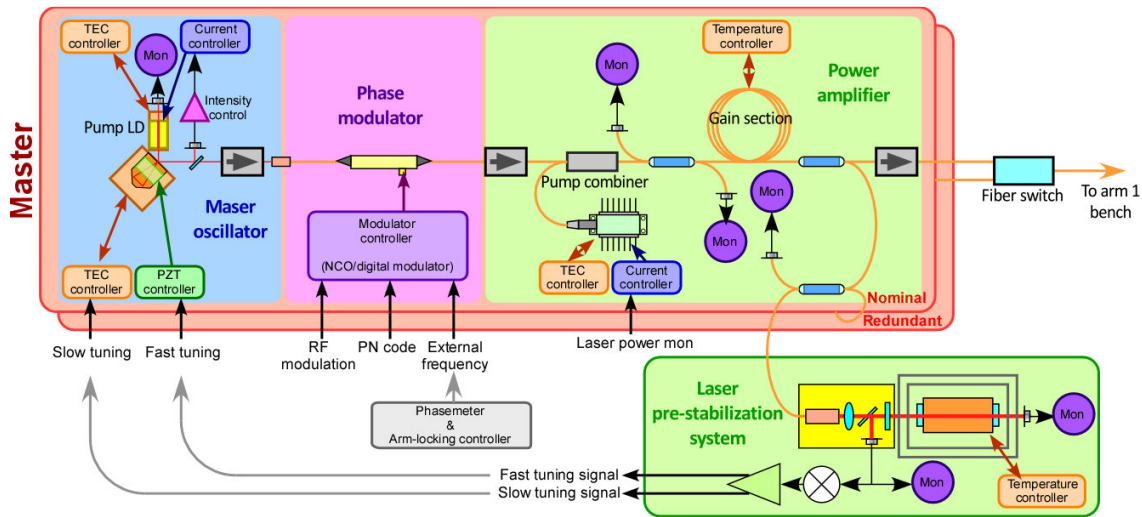 Master
TEC
controller
Mon
Current
controller
Intensity
control
Pump LD
Maser
oscillator
TEC
controller
PZT
controller
Phase
modulator
Modulator
controller
(NCO/digital modulator)
Temperature
controller
Mon
Gain section
Power
amplifier
Pump combiner
Mon
Mon
TEC
controller
Current
controller
Nominal
Redundant
Fiber switch
To arm 1
bench
Slow tuning
Fast tuning
RF
modulation
PN code
External
frequency
Laser power mon
Phasemeter
&
Arm-locking controller
Laser
pre-stabilization
system
Mon
Fast tuning signal
Slow tuning signal
Mon
Temperature
controller